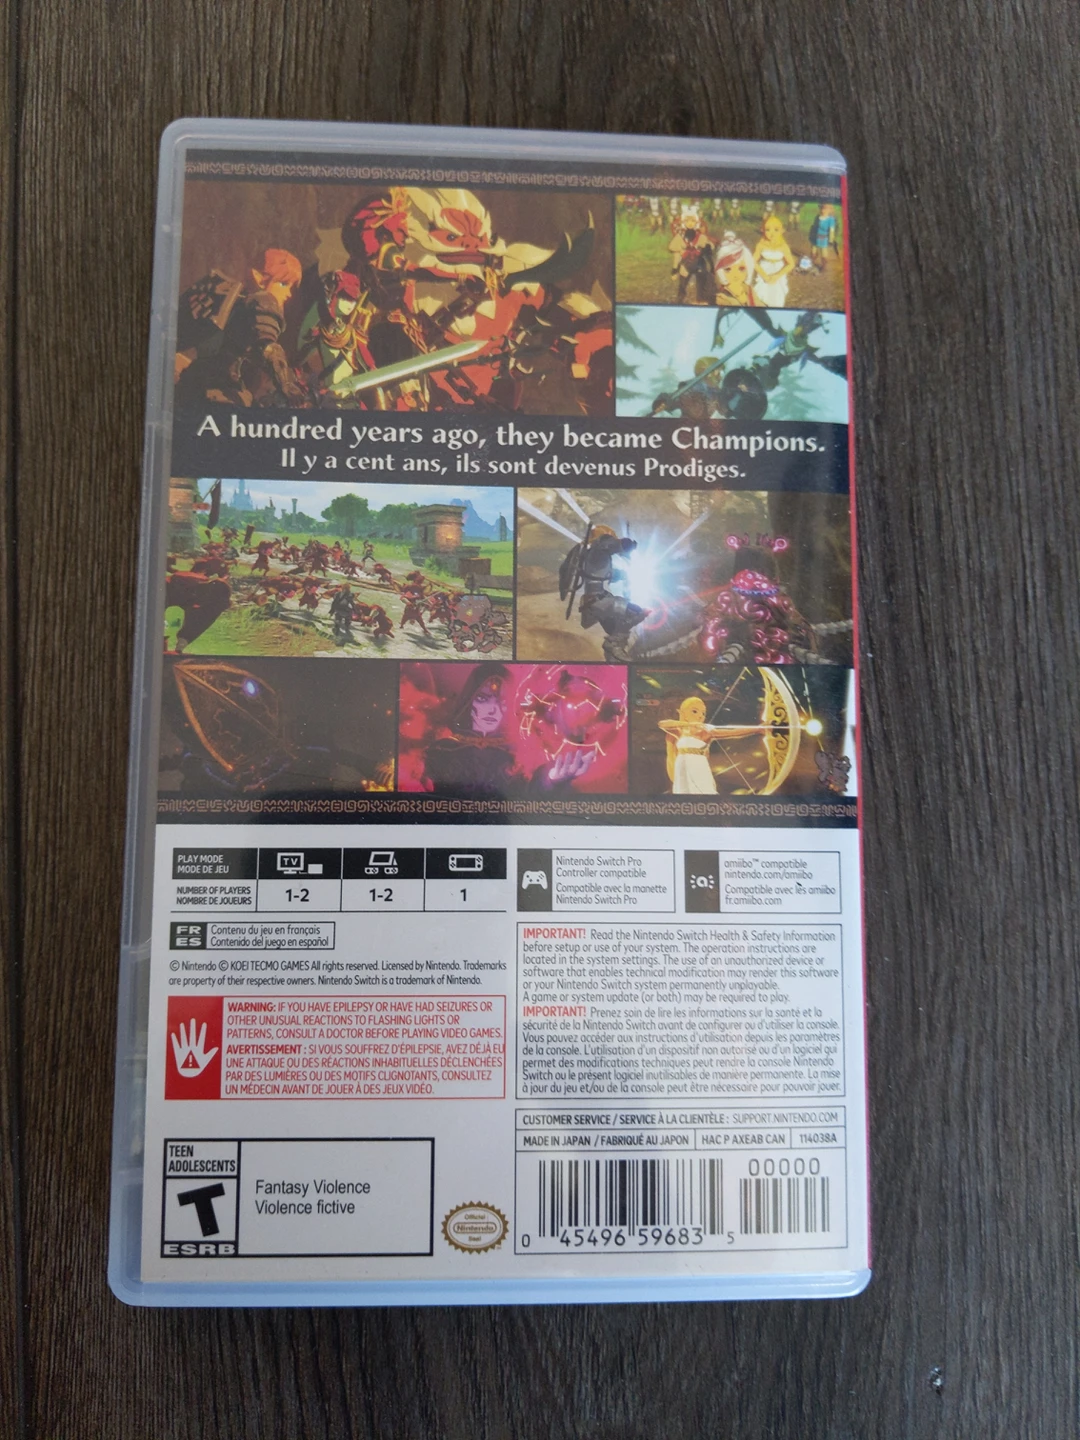 A hundred years ago, they became Champions.
Il y a cent ans, ils sont devenus Prodiges.
PLAY MODE
MODE DE JEU
TV
NUMBER OF PLAYERS
NOMBRE DE JOUEURS
1-2
1-2
1
Nintendo Switch Pro
Controller compatible
Compatible avec la manette
Nintendo Switch Pro
amiibo™ compatible
nintendo.com/amiibo
Compatible avec les amiibo
fr.amiibo.com
FR
ES
Contenu du jeu en français
Contenido del juego en español
© Nintendo © KOEI TECMO GAMES All rights reserved. Licensed by Nintendo. Trademarks
are property of their respective owners. Nintendo Switch is a trademark of Nintendo.
WARNING: IF YOU HAVE EPILEPSY OR HAVE HAD SEIZURES OR
OTHER UNUSUAL REACTIONS TO FLASHING LIGHTS OR
PATTERNS, CONSULT A DOCTOR BEFORE PLAYING VIDEO GAMES.
AVERTISSEMENT : SI VOUS SOUFFREZ D'ÉPILEPSIE, AVEZ DÉJÀ EU
UNE ATTAQUE OU DES RÉACTIONS INHABITUELLES DÉCLENCHÉES
PAR DES LUMIÈRES OU DES MOTIFS CLIGNOTANTS, CONSULTEZ
UN MÉDECIN AVANT DE JOUER À DES JEUX VIDÉO.
IMPORTANT! Read the Nintendo Switch Health & Safety Information
before setup or use of your system. The operation instructions are
located in the system settings. The use of an unauthorized device or
software that enables technical modification may render this software
or your Nintendo Switch system permanently unplayable.
A game or system update (or both) may be required to play.
IMPORTANT! Prenez soin de lire les informations sur la santé et la
sécurité de la Nintendo Switch avant de configurer ou d'utiliser la console.
Vous pouvez accéder aux instructions d'utilisation depuis les paramètres
de la console. L'utilisation d'un dispositif non autorisé ou d'un logiciel qui
permet des modifications techniques peut rendre la console Nintendo
Switch ou le présent logiciel inutilisables de manière permanente. La mise
à jour du jeu et/ou de la console peut être nécessaire pour pouvoir jouer.
CUSTOMER SERVICE / SERVICE À LA CLIENTÈLE : SUPPORT.NINTENDO.COM
MADE IN JAPAN / FABRIQUÉ AU JAPON
HAC P AXEAB CAN
114038A
TEEN
ADOLESCENTS
T
ESRB
Fantasy Violence
Violence fictive
Official
Nintendo
Seal
00000
0 45496 59683 5